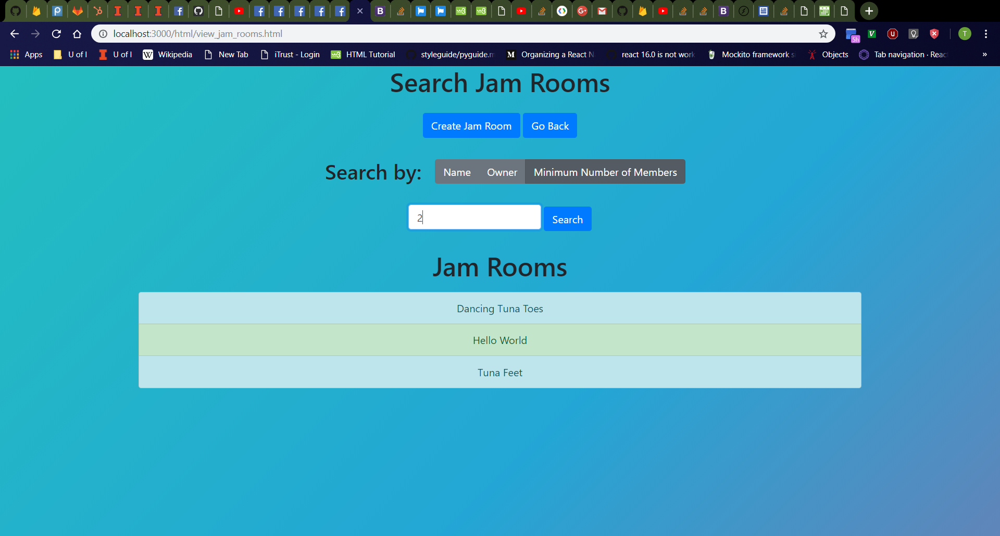 localhost:3000/html/view_jam_rooms.html
T
5h
Apps U of I U of I Wikipedia New Tab iTrust - Login HTML Tutorial styleguide/pyguide.m Organizing a React N react 16.0 is not work Mockito framework si Objects Tab navigation · Reac »
Search Jam Rooms
Create Jam Room Go Back
Search by: Name Owner Minimum Number of Members
2 Search
Jam Rooms
Dancing Tuna Toes
Hello World
Tuna Feet